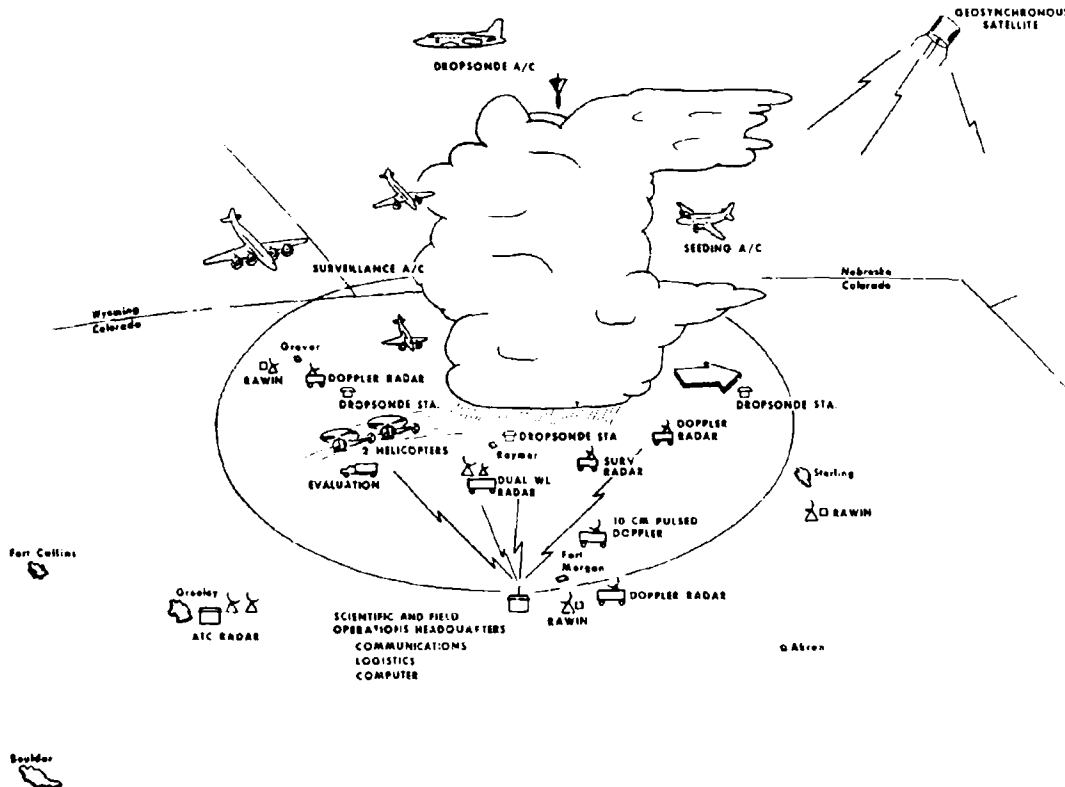 GEOSYNCHRONOUS
SATELLITE
DROPSONDE A/C
SEEDING A/C
SURVEILLANCE A/C
Nebraska
Colorado
Wyoming
Colorado
Grover
RAWIN
DOPPLER RADAR
DROPSONDE STA.
DROPSONDE STA.
DOPPLER
RADAR
DROPSONDE STA
Raymer
2 HELICOPTERS
SURV
RADAR
EVALUATION
DUAL WL
RADAR
Sterling
RAWIN
10 CM PULSED
DOPPLER
Fort Collins
Fort
Morgan
Greeley
DOPPLER RADAR
RAWIN
ATC RADAR
SCIENTIFIC AND FIELD
OPERATIONS HEADQUARTERS
COMMUNICATIONS
LOGISTICS
COMPUTER
Akron
Boulder